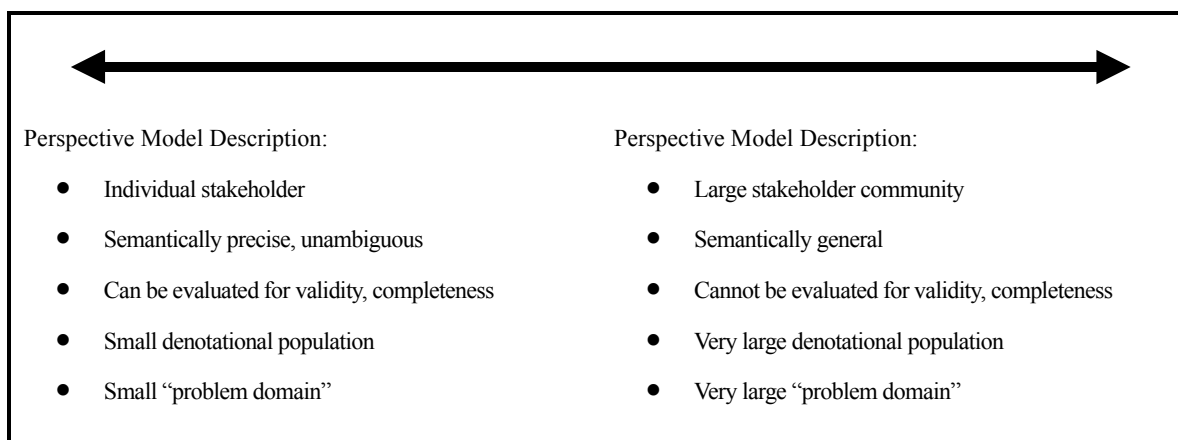 Perspective Model Description:
• Individual stakeholder
• Semantically precise, unambiguous
• Can be evaluated for validity, completeness
• Small denotational population
• Small “problem domain”
Perspective Model Description:
• Large stakeholder community
• Semantically general
• Cannot be evaluated for validity, completeness
• Very large denotational population
• Very large “problem domain”